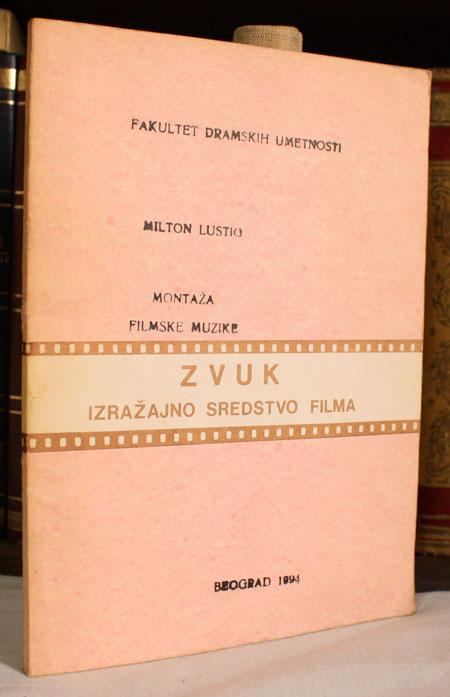 FAKULTET DRAMSKIH UMETNOSTI
MILTON LUSTIG
MONTAŽA
FILMSKE MUZIKE
ZVUK
IZRAŽAJNO SREDSTVO FILMA
BEOGRAD 1994